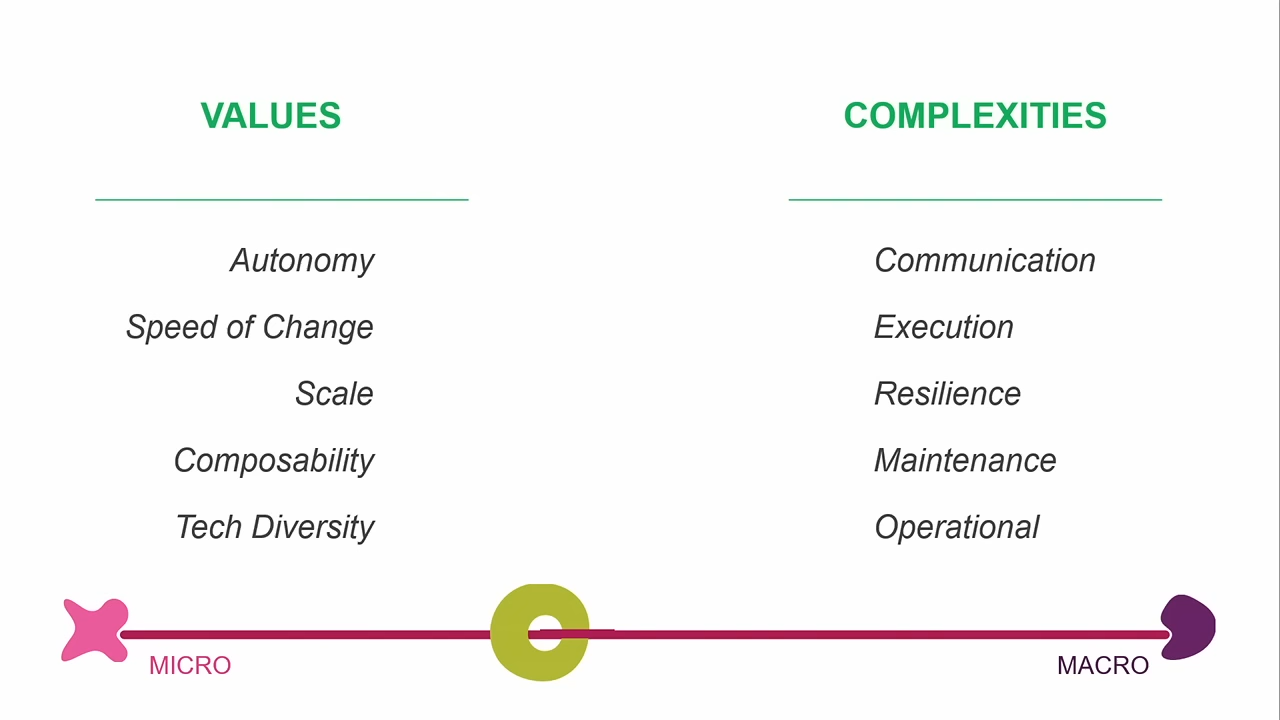 VALUES
Autonomy
Speed of Change
Scale
Composability
Tech Diversity
COMPLEXITIES
Communication
Execution
Resilience
Maintenance
Operational
MICRO
MACRO